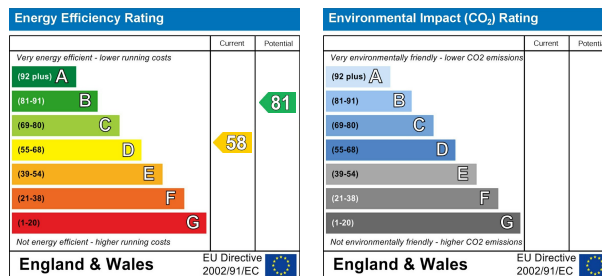 Energy Efficiency Rating
Current Potential
Very energy efficient - lower running costs
(92 plus) A
(81-91) B
81
(69-80) C
(55-68) D
58
(39-54) E
(21-38) F
(1-20) G
Not energy efficient - higher running costs
England & Wales
EU Directive
2002/91/EC
Environmental Impact (CO₂) Rating
Current Potential
Very environmentally friendly - lower CO2 emissions
(92 plus) A
(81-91) B
(69-80) C
(55-68) D
(39-54) E
(21-38) F
(1-20) G
Not environmentally friendly - higher CO2 emissions
England & Wales
EU Directive
2002/91/EC